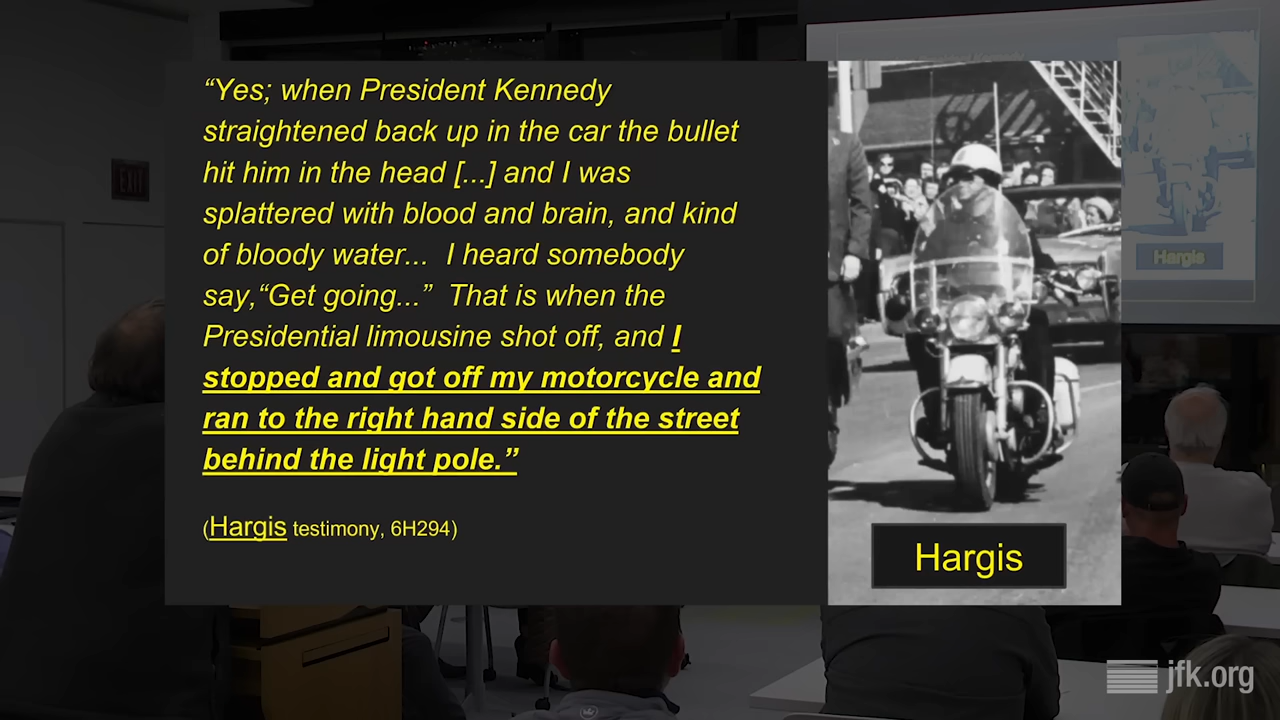 “Yes; when President Kennedy
straightened back up in the car the bullet
hit him in the head [...] and I was
splattered with blood and brain, and kind
of bloody water...  I heard somebody
say,“Get going...”  That is when the
Presidential limousine shot off, and I
stopped and got off my motorcycle and
ran to the right hand side of the street
behind the light pole.”
(Hargis testimony, 6H294)
Hargis
Hargis
EXIT
jfk.org